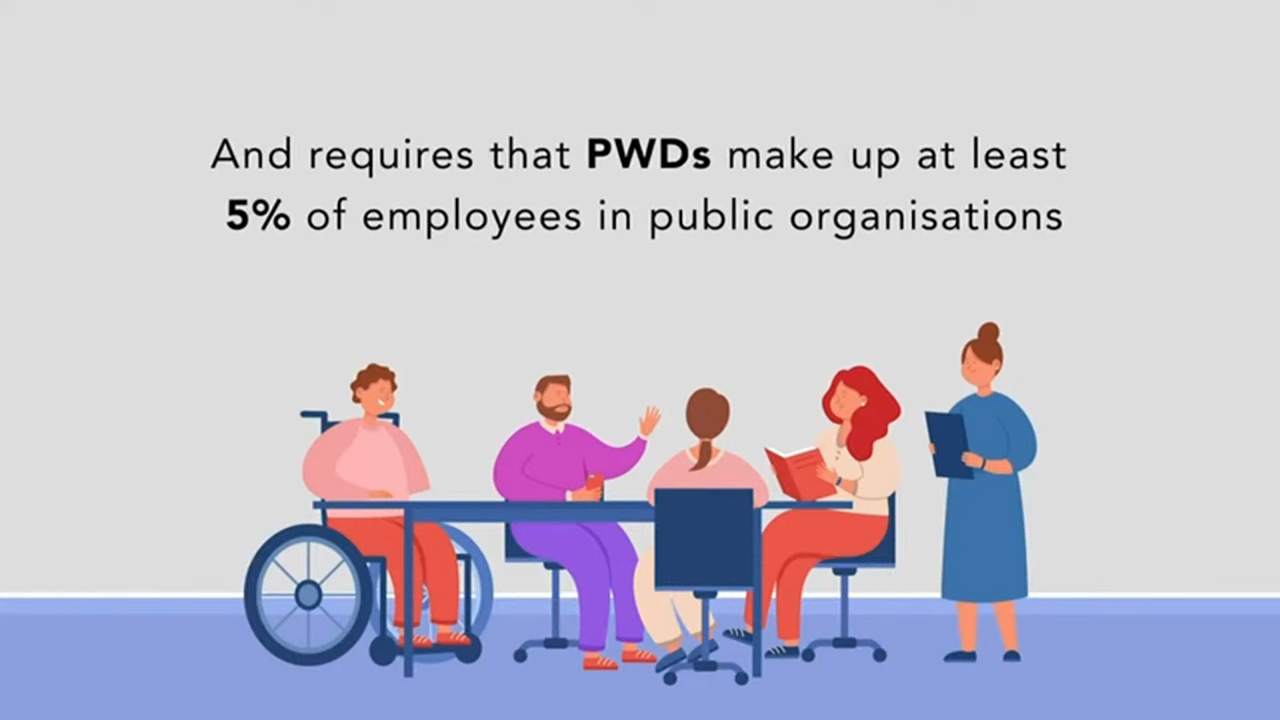 And requires that PWDs make up at least
5% of employees in public organisations